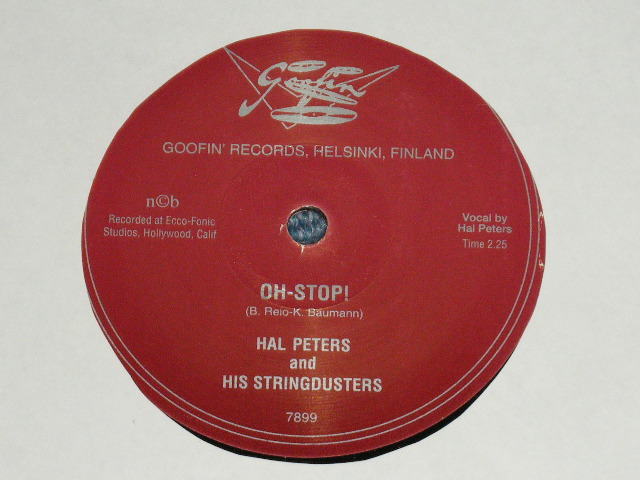 Goofin'
GOOFIN' RECORDS, HELSINKI, FINLAND
n©b
Recorded at Ecco-Fonic
Studios, Hollywood, Calif
Vocal by
Hal Peters
Time 2.25
OH-STOP!
(B. Relo-K. Baumann)
HAL PETERS
and
HIS STRINGDUSTERS
7899